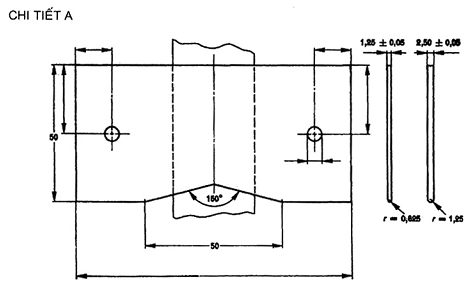 CHI TIẾT A
1,25 ± 0,05
2,50 ± 0,05
50
150°
50
r = 0,625
r = 1,25